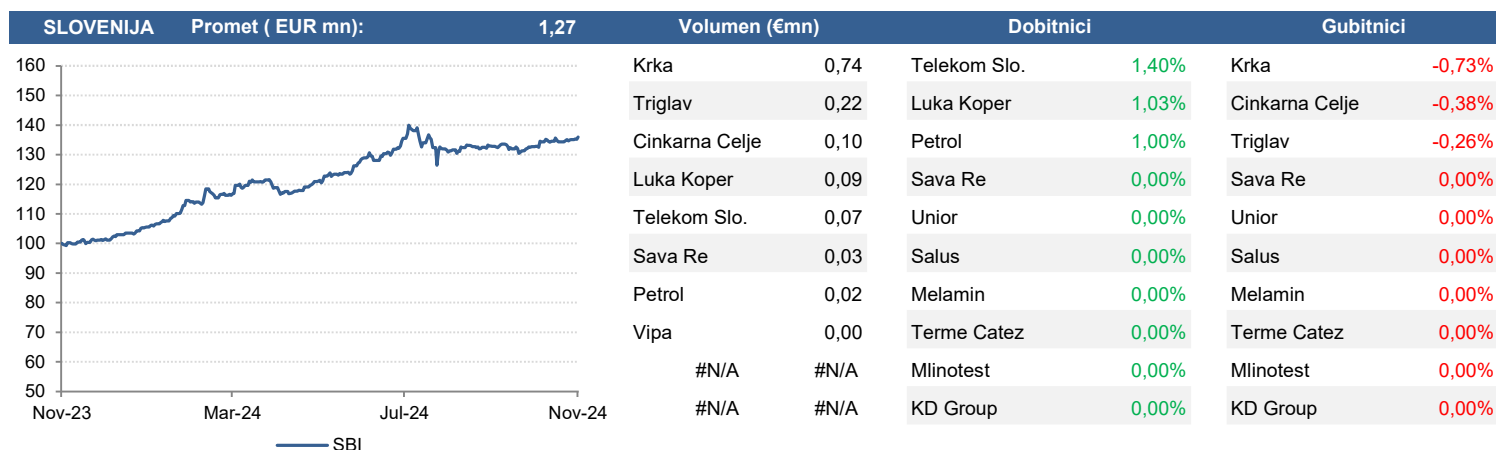 SLOVENIJA Promet ( EUR mn): 1,27 Volumen (€mn) Dobitnici Gubitnici
160
150
140
130
120
110
100
90
80
70
60
50
Nov-23 Mar-24 Jul-24 Nov-24
SBI
Krka 0,74 Telekom Slo. 1,40% Krka -0,73%
Triglav 0,22 Luka Koper 1,03% Cinkarna Celje -0,38%
Cinkarna Celje 0,10 Petrol 1,00% Triglav -0,26%
Luka Koper 0,09 Sava Re 0,00% Sava Re 0,00%
Telekom Slo. 0,07 Unior 0,00% Unior 0,00%
Sava Re 0,03 Salus 0,00% Salus 0,00%
Petrol 0,02 Melamin 0,00% Melamin 0,00%
Vipa 0,00 Terme Catez 0,00% Terme Catez 0,00%
#N/A #N/A Mlinotest 0,00% Mlinotest 0,00%
#N/A #N/A KD Group 0,00% KD Group 0,00%